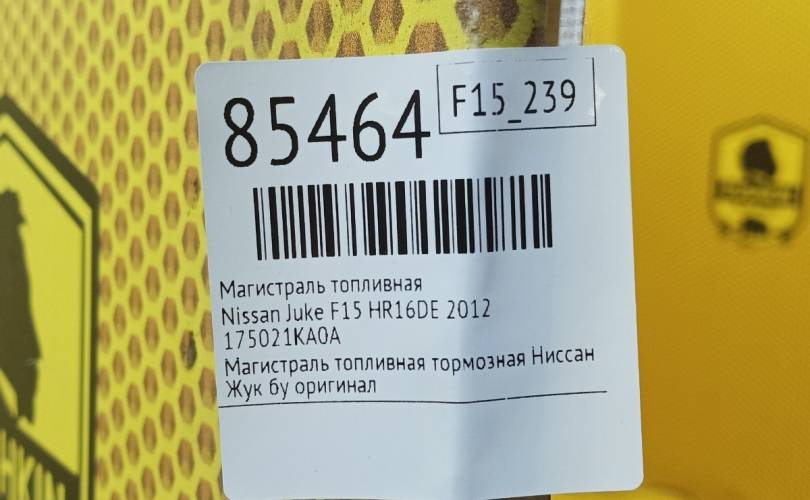 85464
F15_239
Магистраль топливная
Nissan Juke F15 HR16DE 2012
175021KA0A
Магистраль топливная тормозная Ниссан
Жук бу оригинал